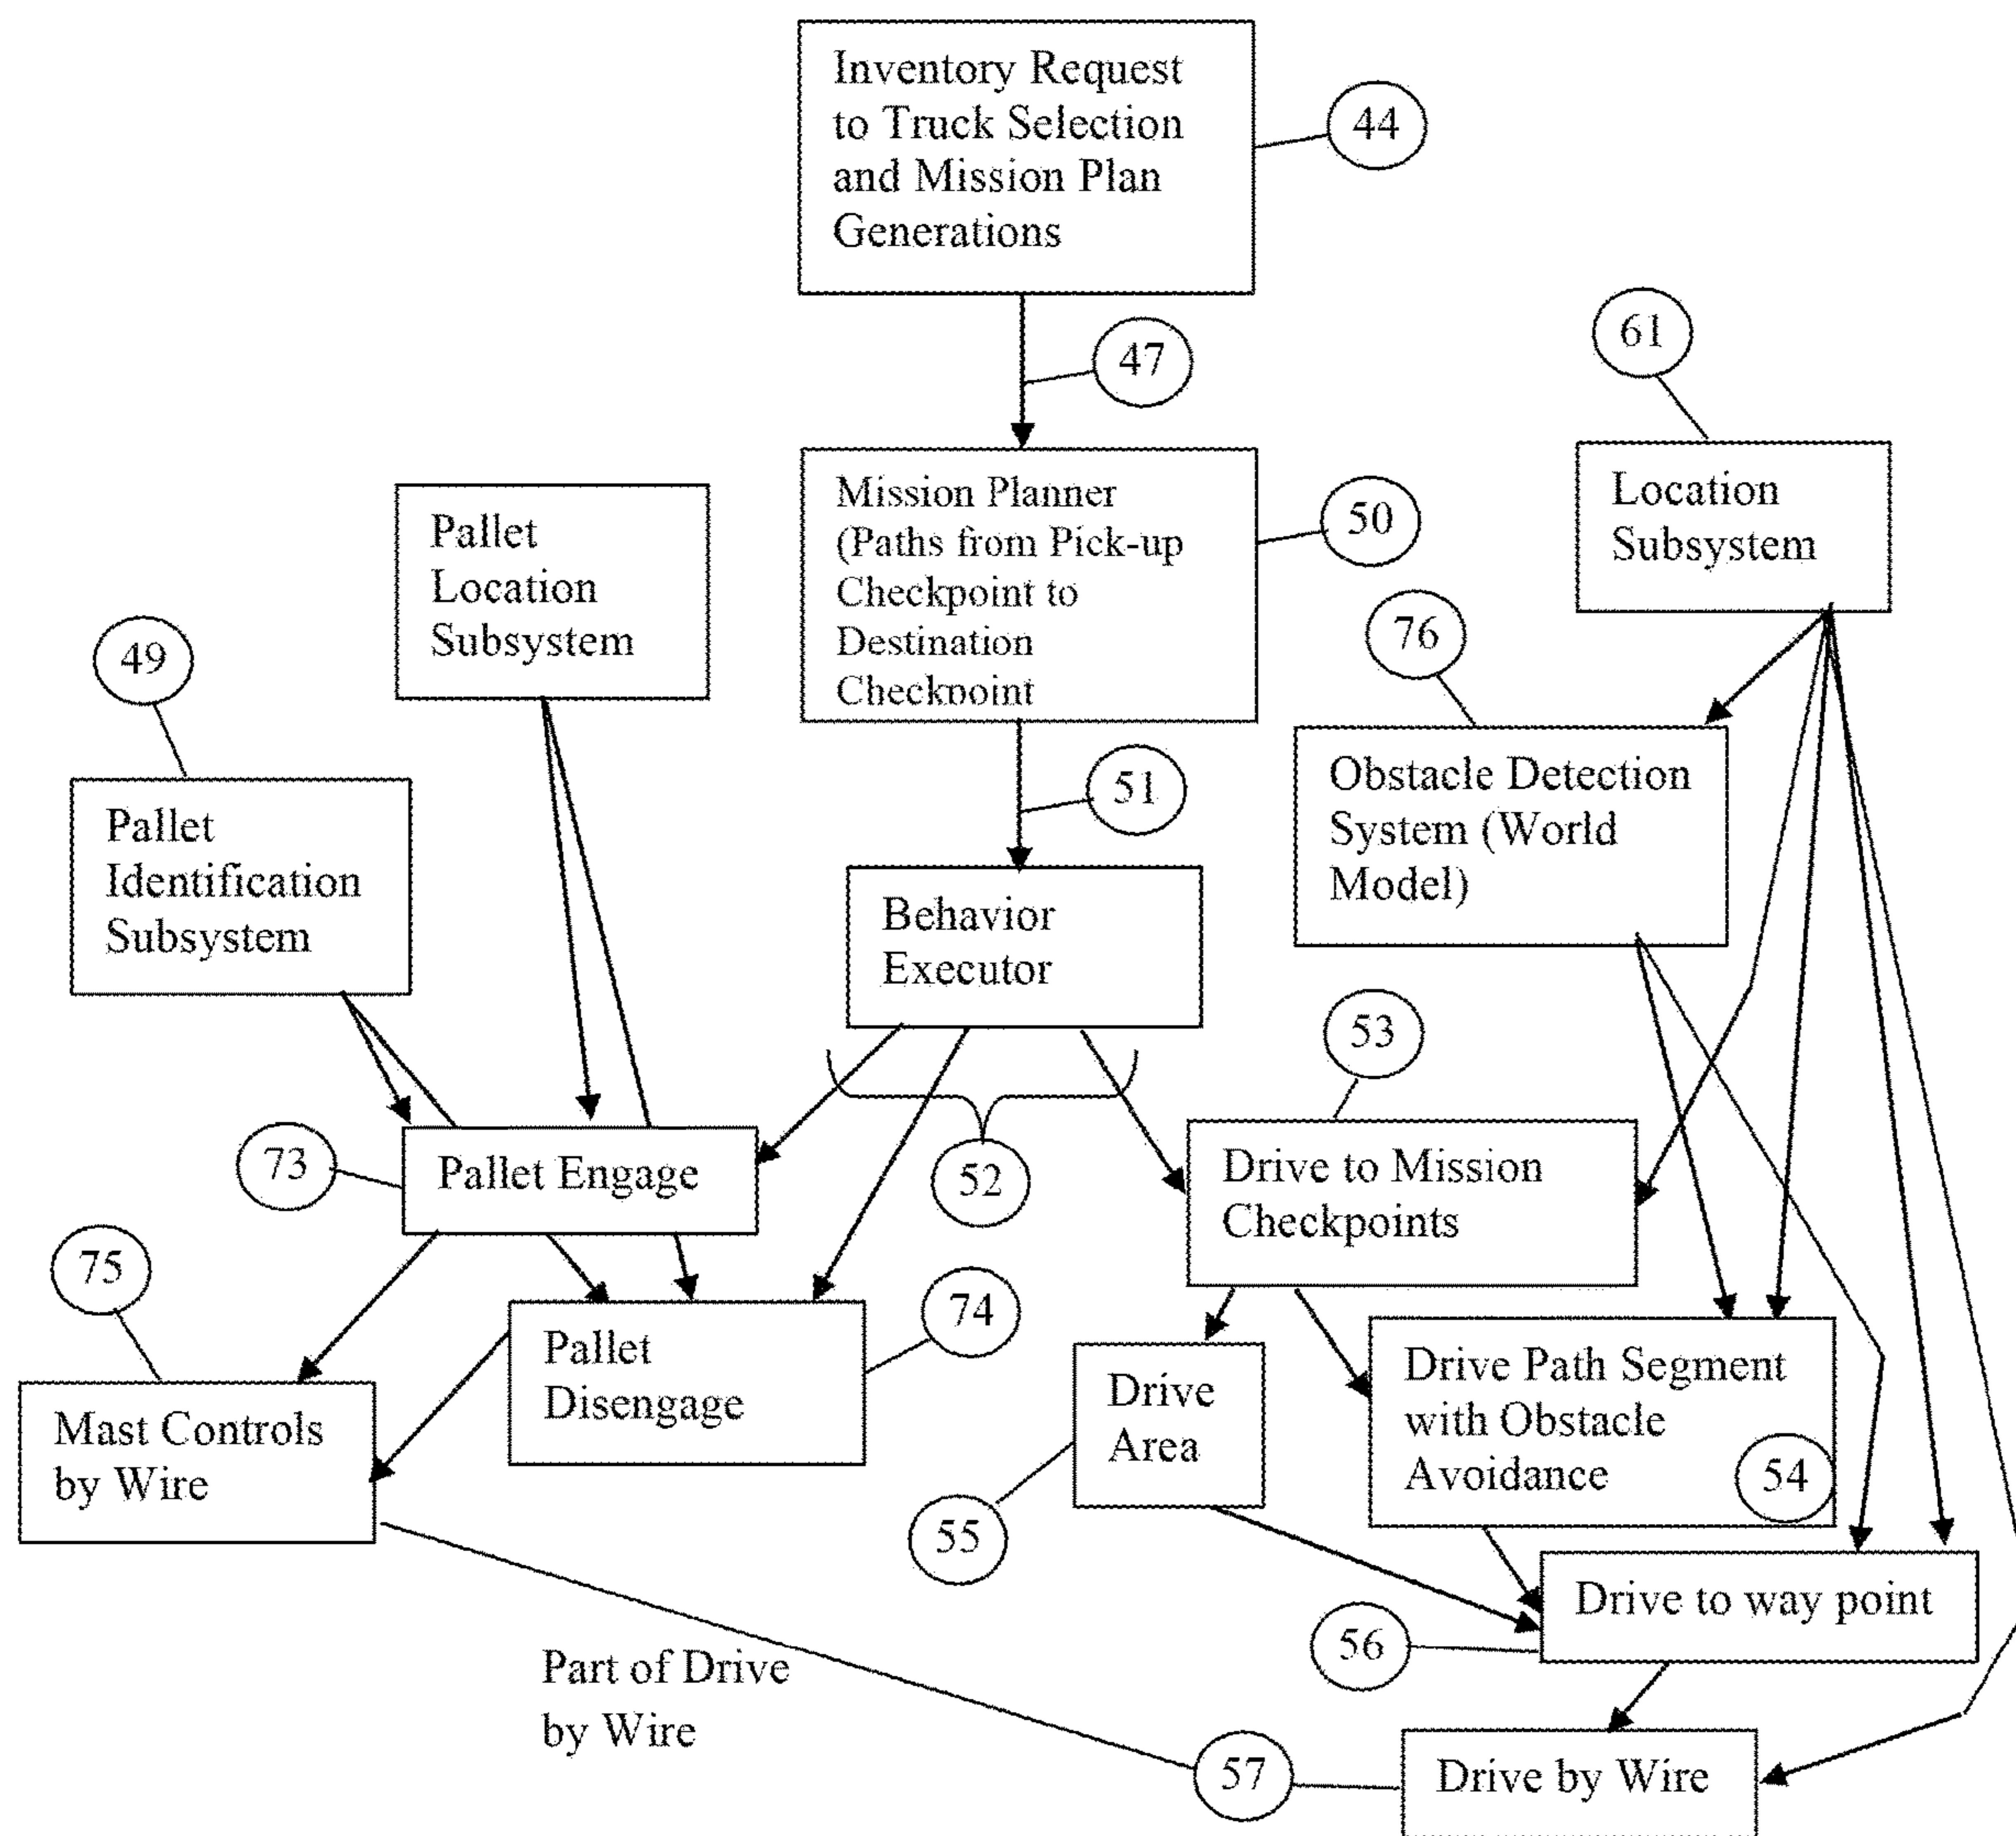 Inventory Request
to Truck Selection
and Mission Plan
Generations
44
47
61
Mission Planner
(Paths from Pick-up
Checkpoint to
Destination
Checkpoint
50
Location
Subsystem
Pallet
Location
Subsystem
49
76
Pallet
Identification
Subsystem
51
Obstacle Detection
System (World
Model)
Behavior
Executor
53
73
Pallet Engage
52
Drive to Mission
Checkpoints
75
74
Mast Controls
by Wire
Pallet
Disengage
Drive
Area
Drive Path Segment
with Obstacle
Avoidance
54
55
Drive to way point
56
Part of Drive
by Wire
57
Drive by Wire